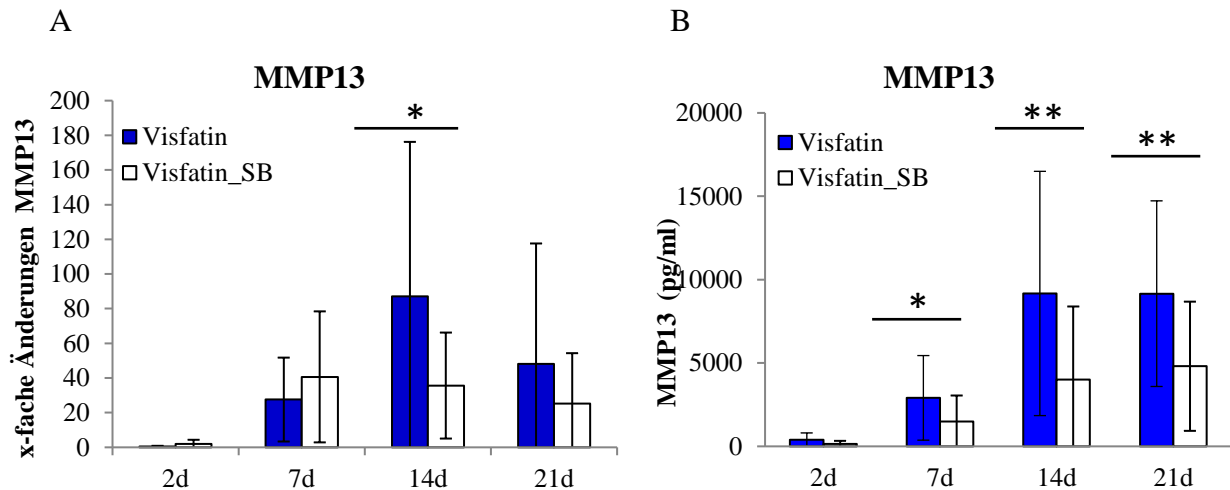 A
MMP13
x-fache Änderungen MMP13
200
180
160
140
120
100
80
60
40
20
0
Visfatin
Visfatin_SB
*
2d 7d 14d 21d
B
MMP13
MMP13 (pg/ml)
20000
15000
10000
5000
0
Visfatin
Visfatin_SB
*
**
**
2d 7d 14d 21d